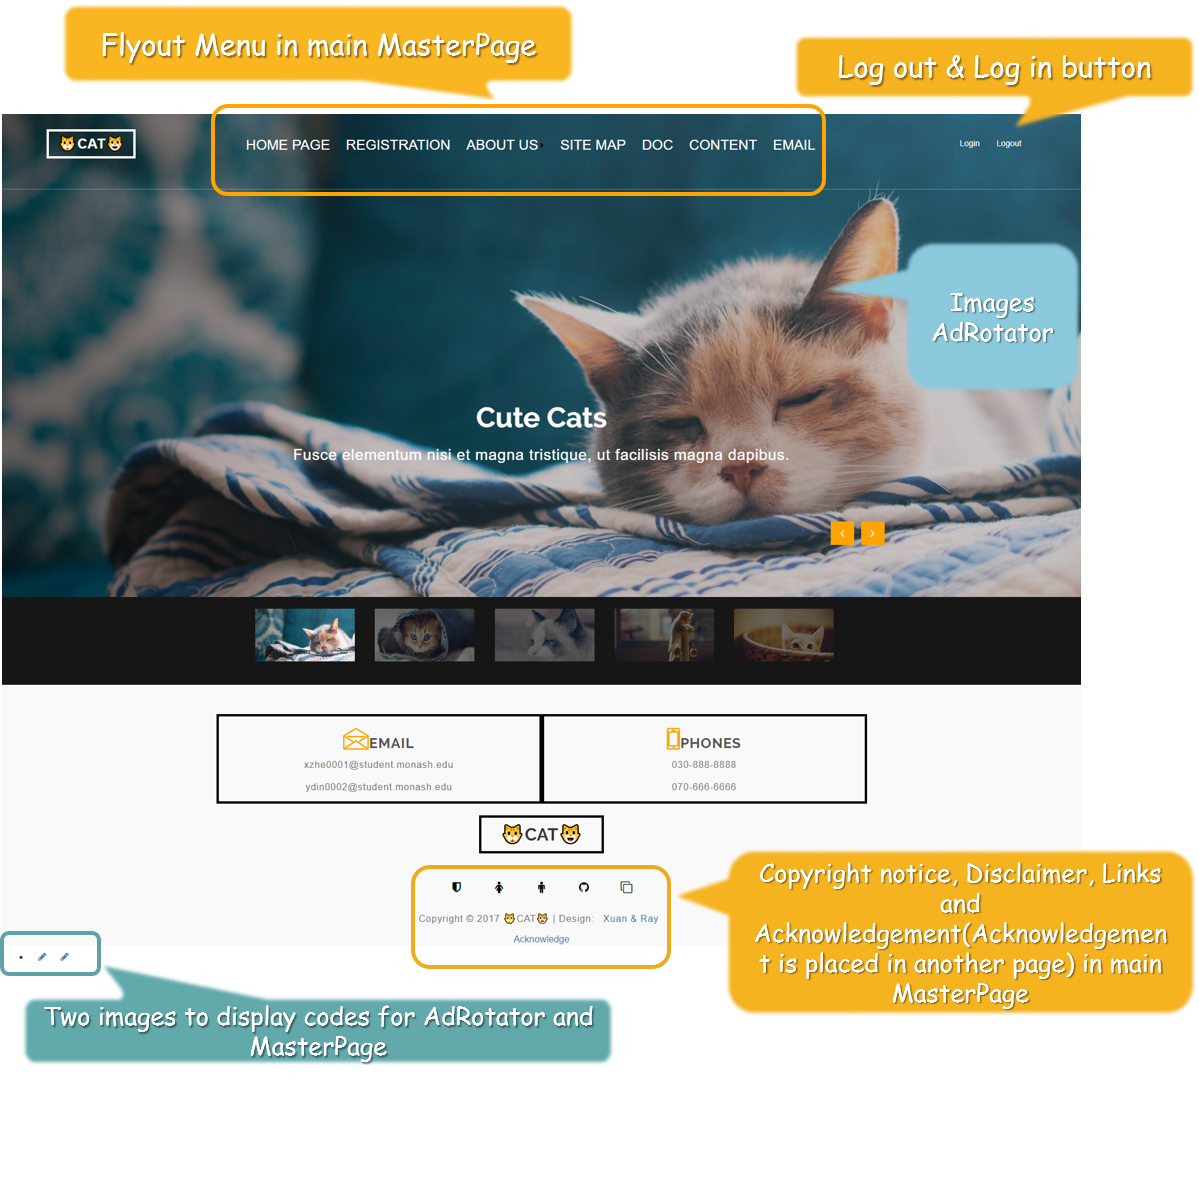 Flyout Menu in main MasterPage
Log out & Log in button
CAT
HOME PAGE REGISTRATION ABOUT US SITE MAP DOC CONTENT EMAIL
Login Logout
Images
AdRotator
Cute Cats
Fusce elementum nisi et magna tristique, ut facilisis magna dapibus.
EMAIL
xzhe0001@student.monash.edu
ydin0002@student.monash.edu
PHONES
030-888-8888
070-666-6666
CAT
Copyright © 2017 CAT | Design: Xuan & Ray
Acknowledge
Copyright notice, Disclaimer, Links
and
Acknowledgement(Acknowledgemen
t is placed in another page) in main
MasterPage
Two images to display codes for AdRotator and
MasterPage